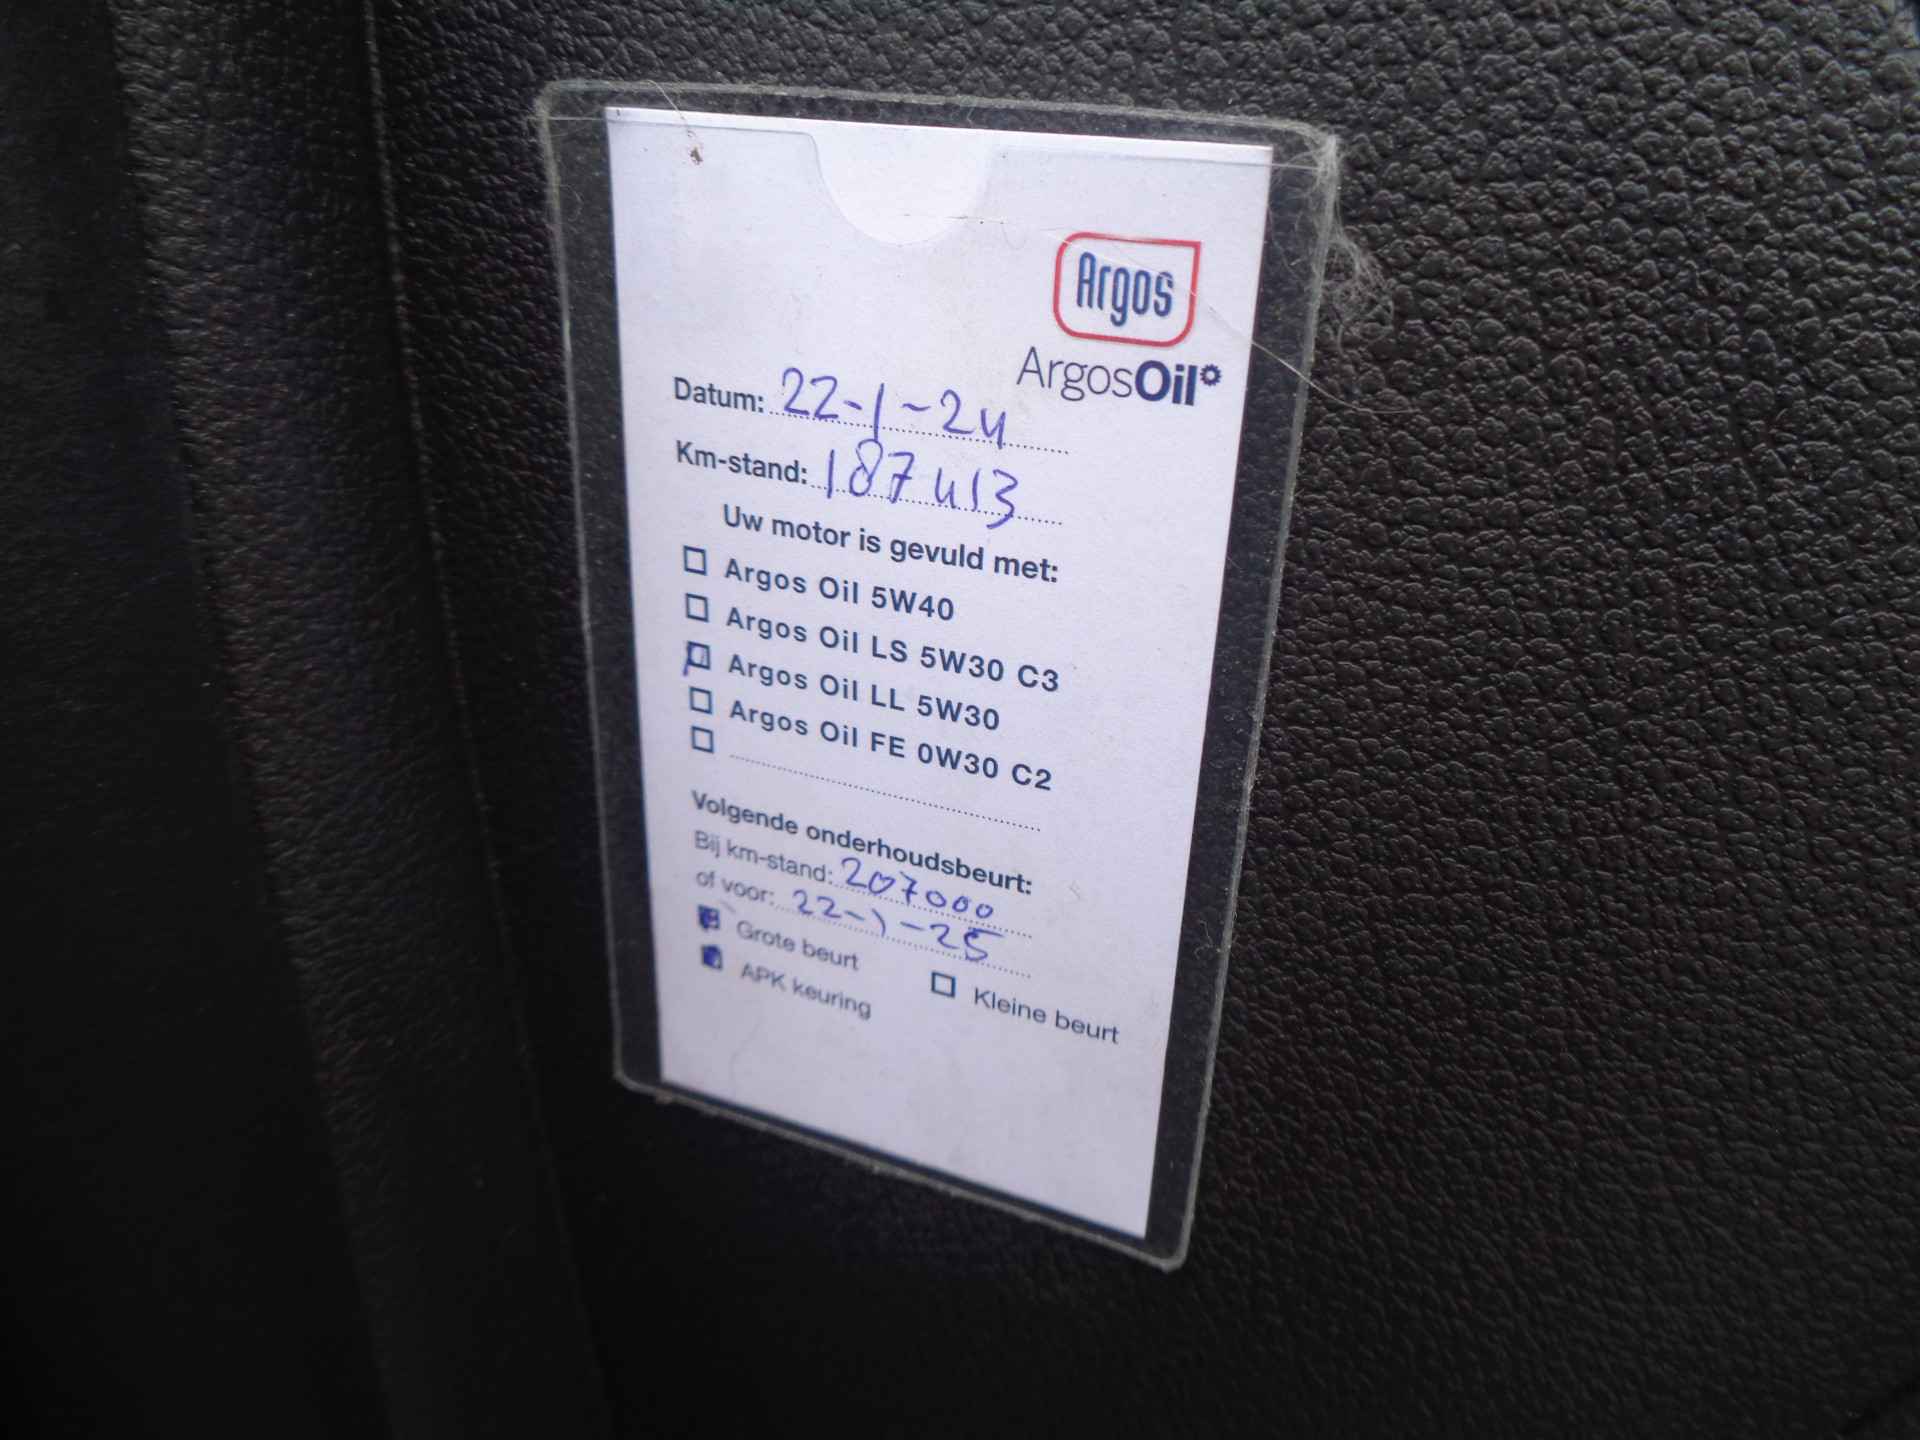 Argos
ArgosOil
Datum: 22-1-24
Km-stand: 187413
Uw motor is gevuld met:
Argos Oil 5W40
Argos Oil LS 5W30 C3
Argos Oil LL 5W30
Argos Oil FE 0W30 C2
Volgende onderhoudsbeurt:
Bij km-stand: 207000
of voor: 22-1-25
Grote beurt
Kleine beurt
APK keuring